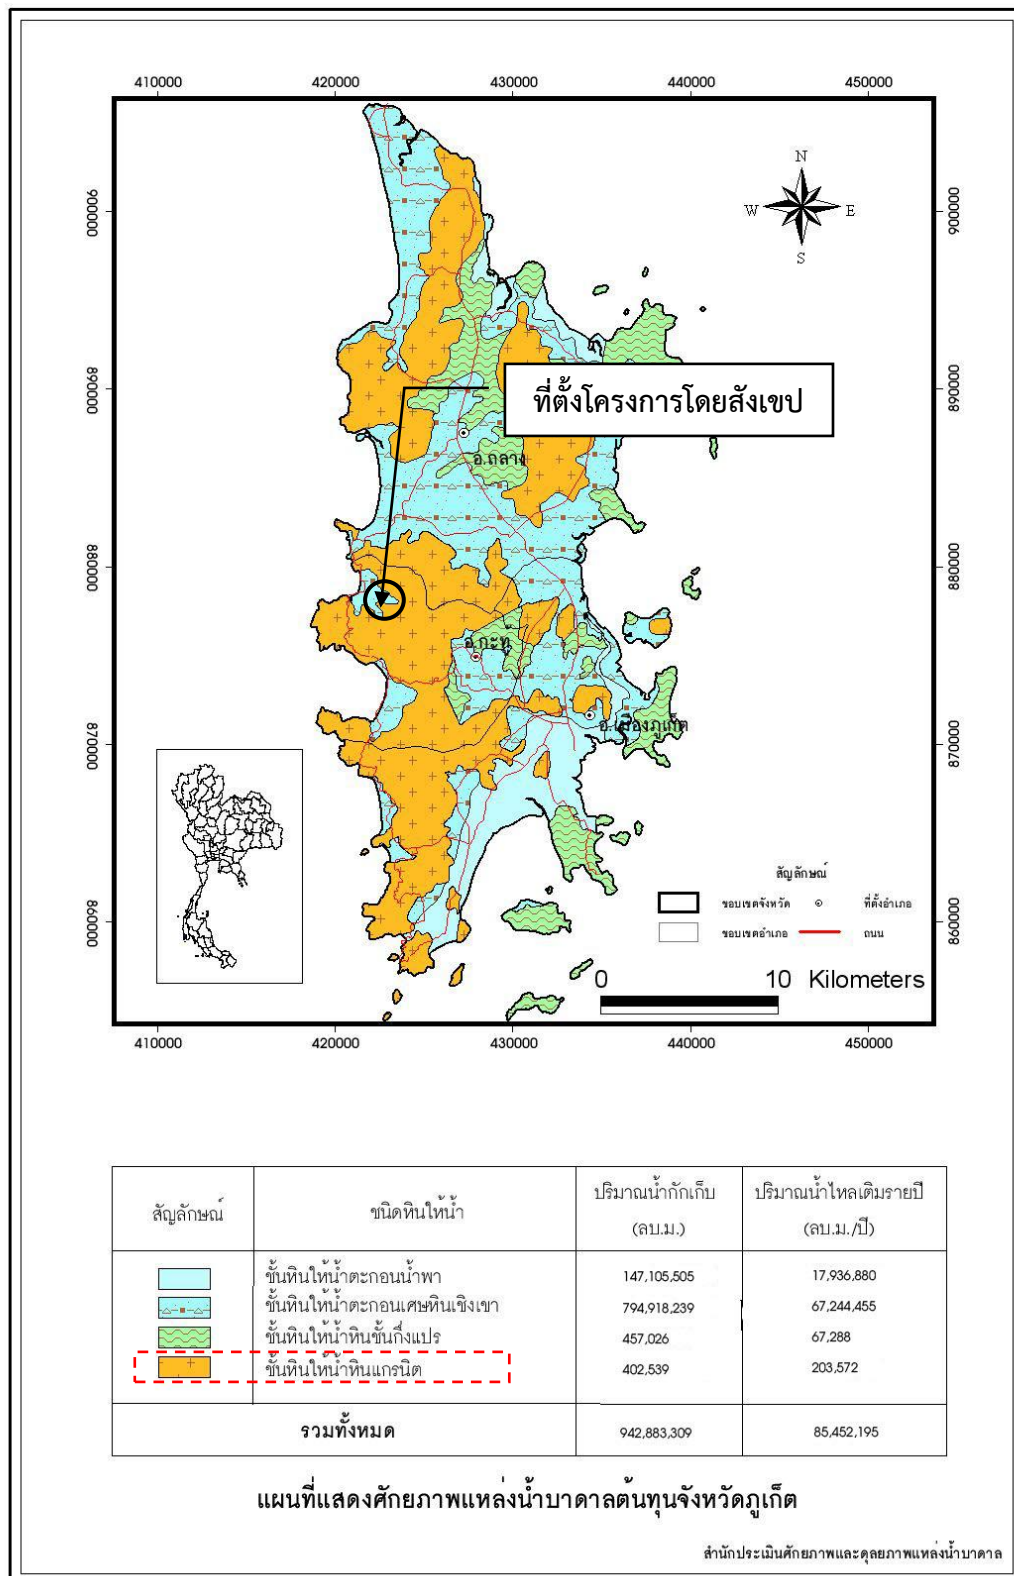 410000 420000 430000 440000 450000
N
W E
S
900000 900000
890000 890000
ที่ตั้งโครงการโดยสังเขป
อ.ถลาง
880000 880000
อ.กะทู้
อ.เมืองภูเก็ต
870000 870000
สัญลักษณ์
ขอบเขตจังหวัด ที่ตั้งอำเภอ
ขอบเขตอำเภอ ถนน
860000 860000
0 10 Kilometers
410000 420000 430000 440000 450000
สัญลักษณ์ ชนิดหินให้น้ำ ปริมาณน้ำกักเก็บ ปริมาณน้ำไหลเติมรายปี
(ลบ.ม.) (ลบ.ม./ปี)
ชั้นหินให้น้ำตะกอนน้ำพา 147,105,505 17,936,880
ชั้นหินให้น้ำตะกอนเศษหินเชิงเขา 794,918,239 67,244,455
ชั้นหินให้น้ำหินชั้นกึ่งแปร 457,026 67,288
ชั้นหินให้น้ำหินแกรนิต 402,539 203,572
รวมทั้งหมด 942,883,309 85,452,195
แผนที่แสดงศักยภาพแหล่งน้ำบาดาลต้นทุนจังหวัดภูเก็ต
สำนักประเมินศักยภาพและดุลยภาพแหล่งน้ำบาดาล